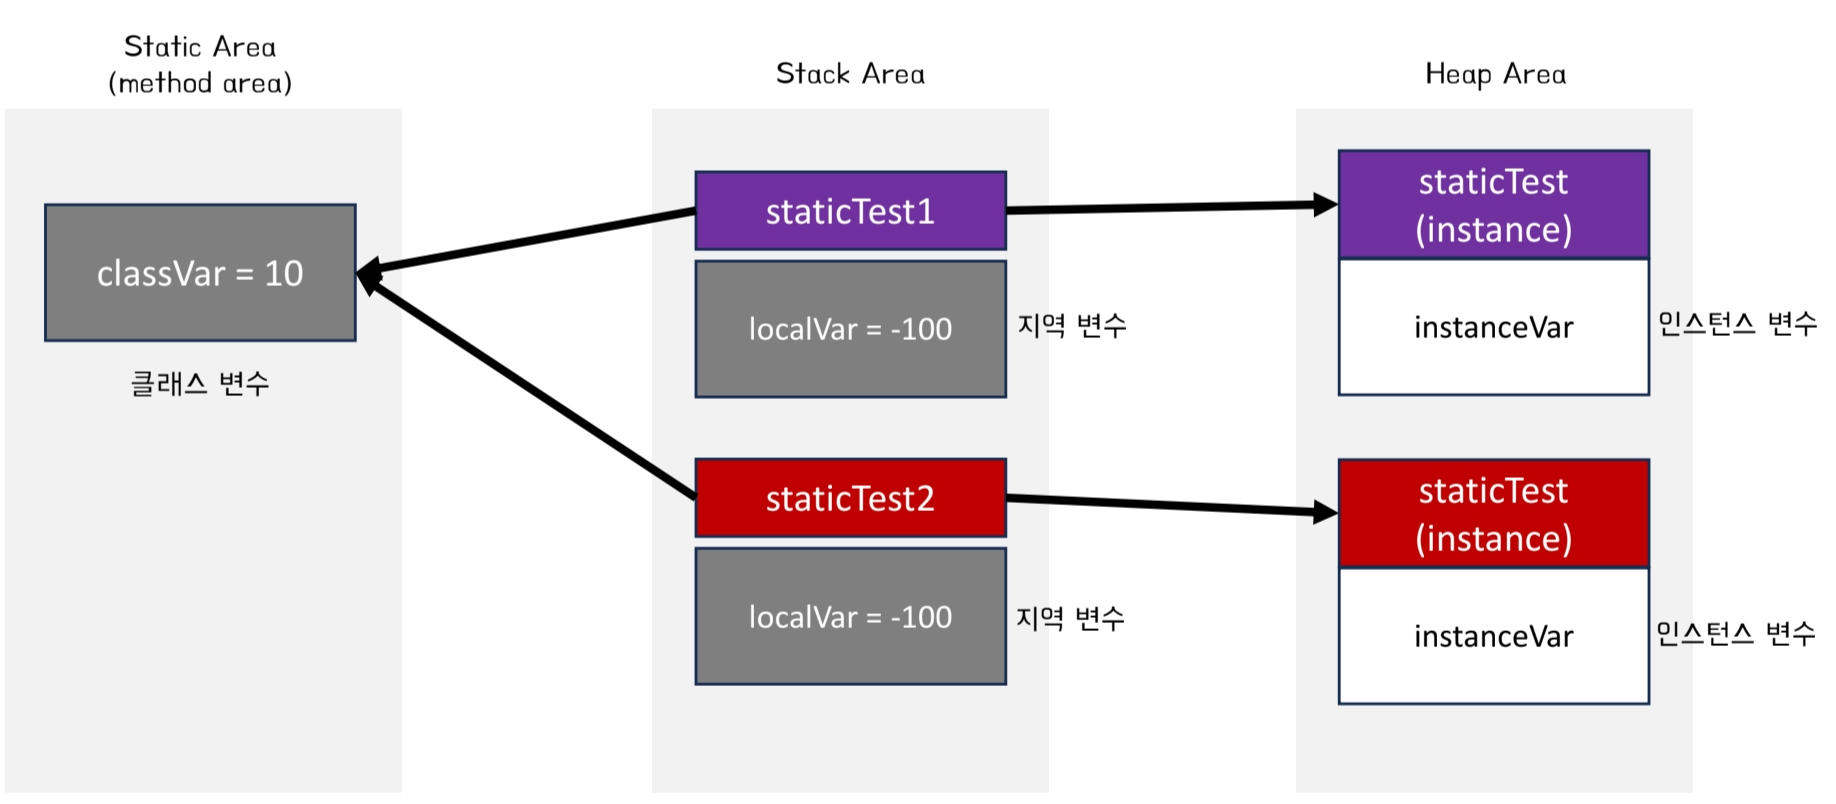 Static Area
(method area)
classVar = 10
클래스 변수
Stack Area
staticTest1
localVar = -100
지역 변수
staticTest2
localVar = -100
지역 변수
Heap Area
staticTest
(instance)
instanceVar
인스턴스 변수
staticTest
(instance)
instanceVar
인스턴스 변수